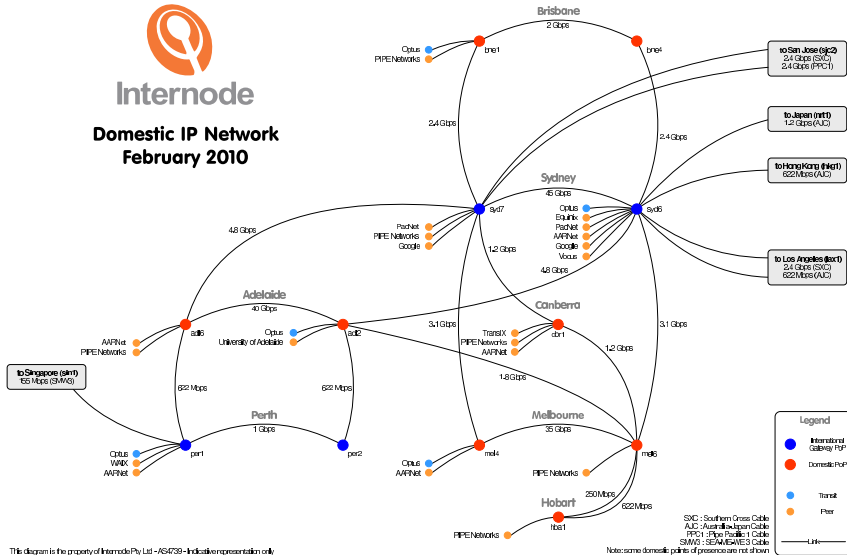 Internode
Domestic IP Network
February 2010
Brisbane
2 Gbps
Optus
PIPE Networks
bne1
bne4
2.4 Gbps
2.4 Gbps
to San Jose (sjc2)
2.4 Gbps (SXC)
2.4 Gbps (PPC1)
to Japan (nrt1)
1.2 Gbps (AJC)
to Hong Kong (hkg1)
622 Mbps (AJC)
to Los Angeles (lax1)
2.4 Gbps (SXC)
622 Mbps (AJC)
Sydney
45 Gbps
syd7
syd6
PacNet
PIPE Networks
Google
Optus
Equinix
PacNet
AARNet
Google
Vocus
4.8 Gbps
1.2 Gbps
4.8 Gbps
Adelaide
40 Gbps
adl6
adl2
AARNet
PIPE Networks
Optus
University of Adelaide
Canberra
TransIX
PIPE Networks
AARNet
cbr1
3.1 Gbps
3.1 Gbps
1.2 Gbps
1.8 Gbps
to Singapore (sin1)
155 Mbps (SMW3)
622 Mbps
622 Mbps
Perth
1 Gbps
per1
per2
Optus
WAIX
AARNet
Melbourne
35 Gbps
mel4
mel6
Optus
AARNet
PIPE Networks
250 Mbps
622 Mbps
Hobart
hba1
PIPE Networks
Legend
International
Gateway PoP
Domestic PoP
Transit
Peer
Link
SXC : Southern Cross Cable
AJC : Australia-Japan Cable
PPC1 : Pipe Pacific 1 Cable
SMW3 : SEA-ME-WE 3 Cable
Note: some domestic points of presence are not shown
This diagram is the property of Internode Pty Ltd - AS4739 - Indicative representation only